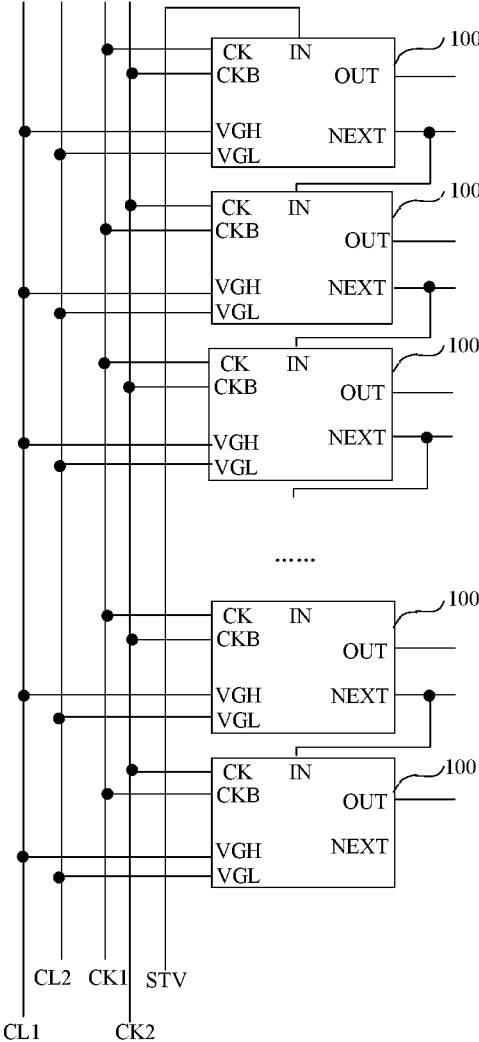 100
CK IN
CKB OUT
VGH NEXT
VGL
100
CK IN
CKB OUT
VGH NEXT
VGL
100
CK IN
CKB OUT
VGH NEXT
VGL
......
100
CK IN
CKB OUT
VGH NEXT
VGL
100
CK IN
CKB OUT
VGH NEXT
VGL
CL2 CK1 STV
CL1 CK2